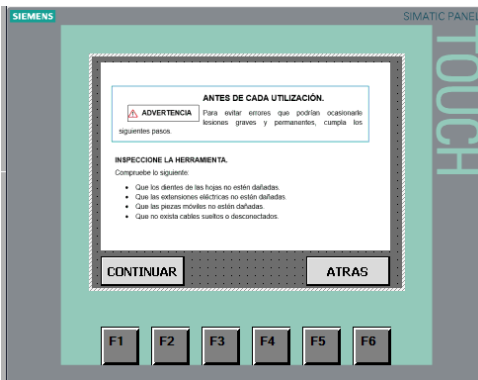 SIEMENS
SIMATIC PANEL
TOUCH
ANTES DE CADA UTILIZACIÓN.
ADVERTENCIA
Para evitar errores que podrías ocasionarle
lesiones graves y permanentes, cumpla los
siguientes pasos.
INSPECCIONE LA HERRAMIENTA.
Compruebe lo siguiente:
• Que los dientes de las hojas no estén dañadas.
• Que las extensiones eléctricas no estén dañadas.
• Que las piezas móviles no estén dañadas.
• Que no exista cables sueltos o desconectados.
CONTINUAR
ATRAS
F1
F2
F3
F4
F5
F6